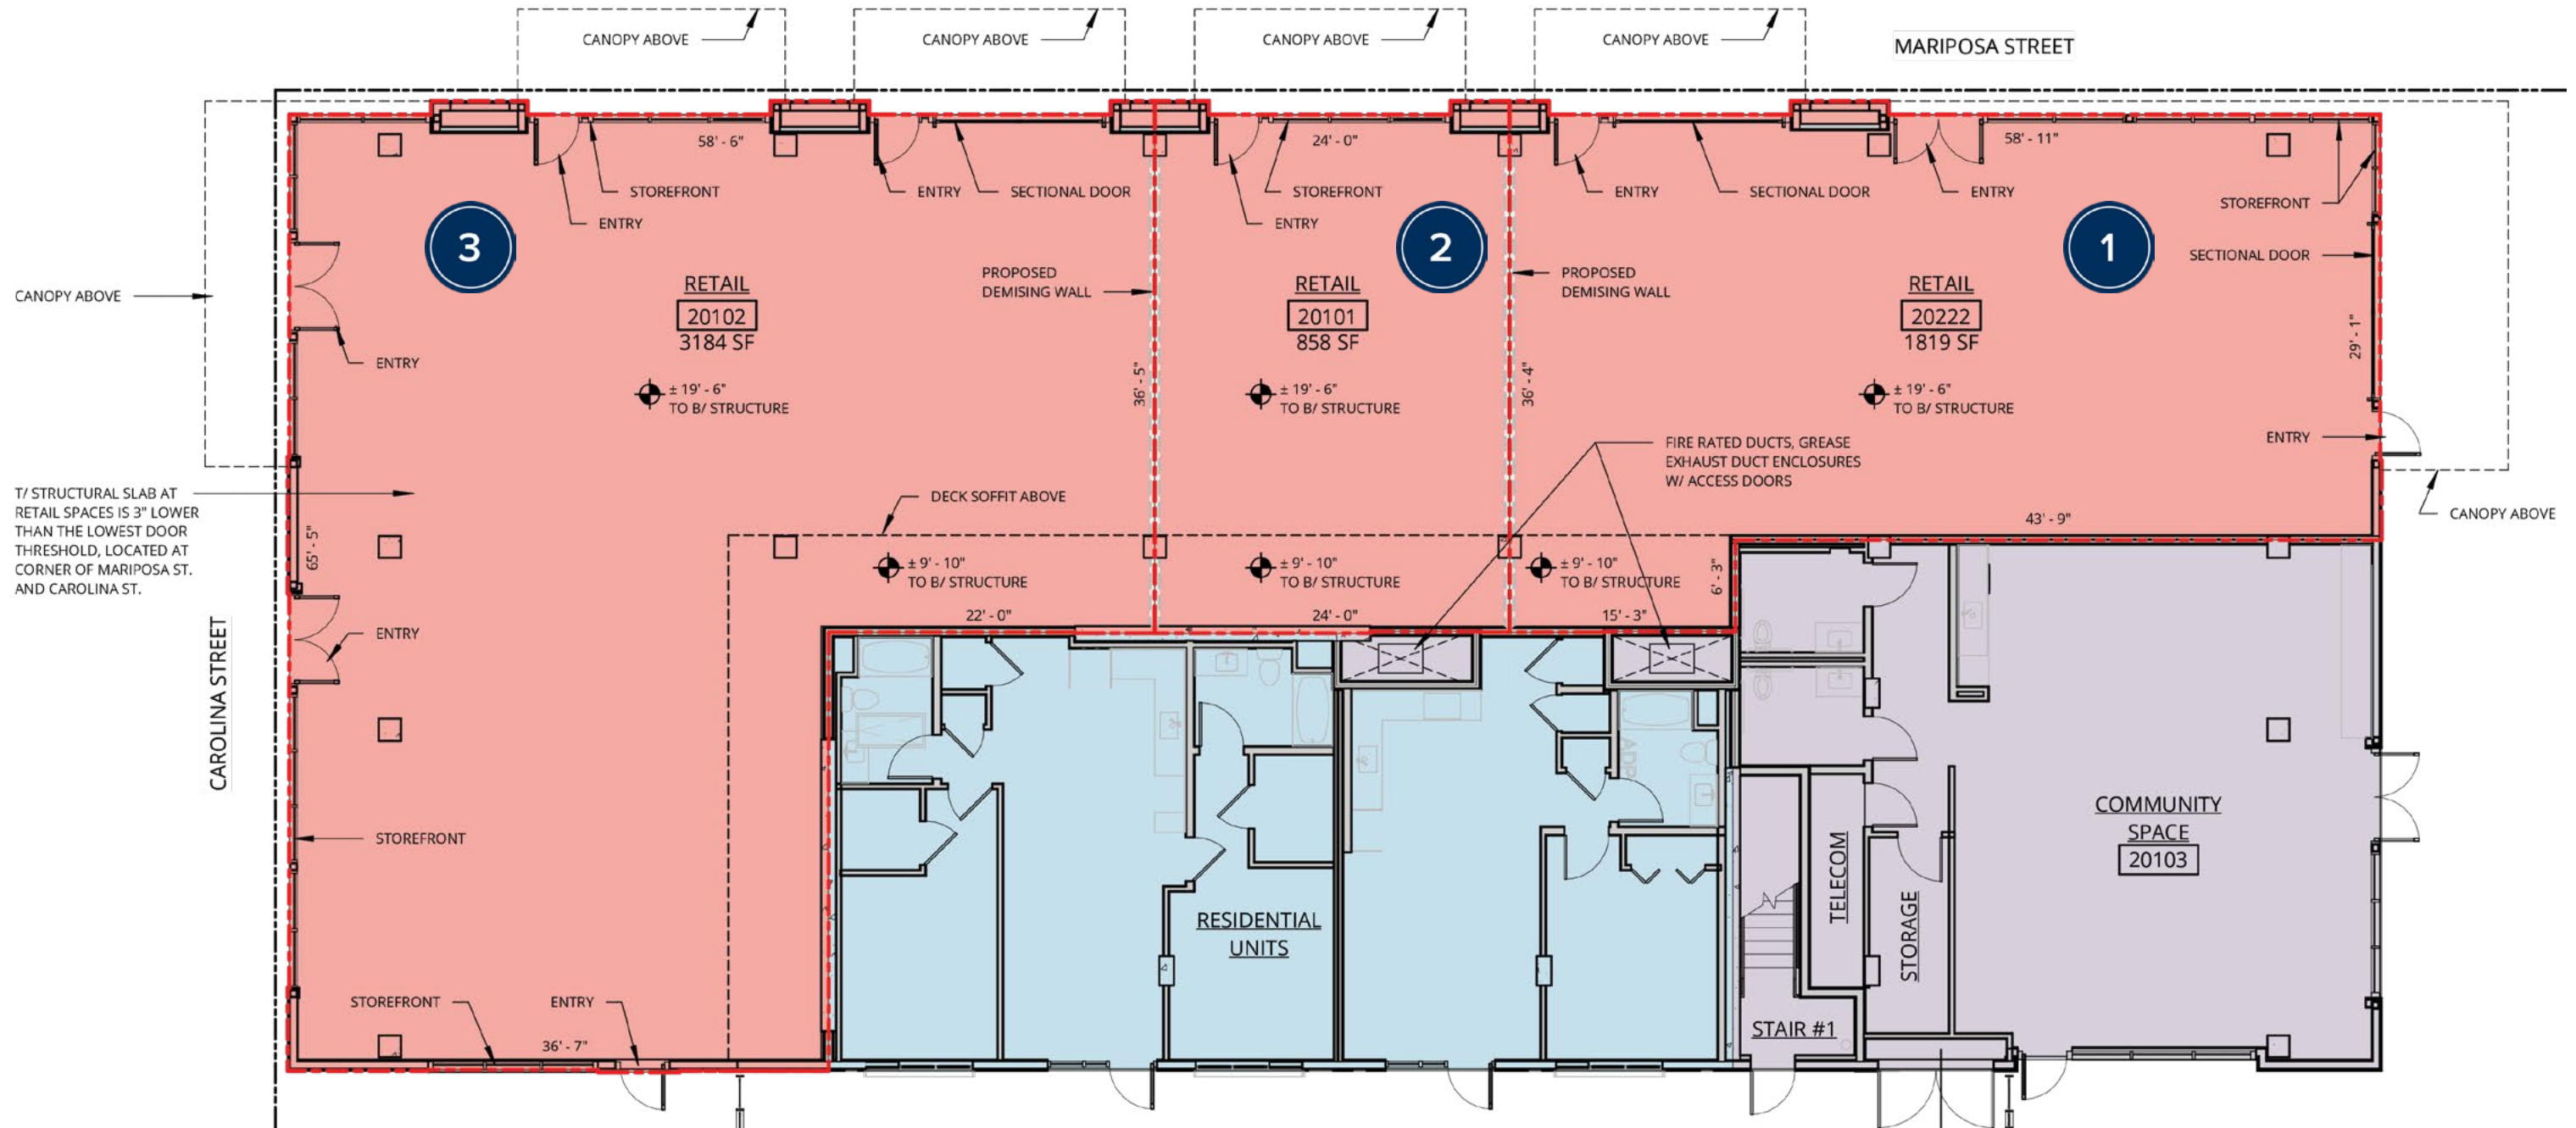 CANOPY ABOVE
CANOPY ABOVE
CANOPY ABOVE
CANOPY ABOVE
MARIPOSA STREET
58' - 6"
24' - 0"
58' - 11"
STOREFRONT
ENTRY
ENTRY
SECTIONAL DOOR
STOREFRONT
ENTRY
ENTRY
SECTIONAL DOOR
ENTRY
STOREFRONT
3
2
1
SECTIONAL DOOR
CANOPY ABOVE
RETAIL
20102
3184 SF
PROPOSED
DEMISING WALL
RETAIL
20101
858 SF
PROPOSED
DEMISING WALL
RETAIL
20222
1819 SF
29' - 1"
ENTRY
± 19' - 6"
TO B/ STRUCTURE
36' - 5"
± 19' - 6"
TO B/ STRUCTURE
36' - 4"
± 19' - 6"
TO B/ STRUCTURE
FIRE RATED DUCTS, GREASE
EXHAUST DUCT ENCLOSURES
W/ ACCESS DOORS
ENTRY
T/ STRUCTURAL SLAB AT
RETAIL SPACES IS 3" LOWER
THAN THE LOWEST DOOR
THRESHOLD, LOCATED AT
CORNER OF MARIPOSA ST.
AND CAROLINA ST.
65' - 5"
DECK SOFFIT ABOVE
43' - 9"
CANOPY ABOVE
± 9' - 10"
TO B/ STRUCTURE
± 9' - 10"
TO B/ STRUCTURE
± 9' - 10"
TO B/ STRUCTURE
6' - 3"
22' - 0"
24' - 0"
15' - 3"
ENTRY
CAROLINA STREET
ADP
STOREFRONT
COMMUNITY
SPACE
20103
TELECOM
STORAGE
RESIDENTIAL
UNITS
STOREFRONT
ENTRY
36' - 7"
STAIR #1